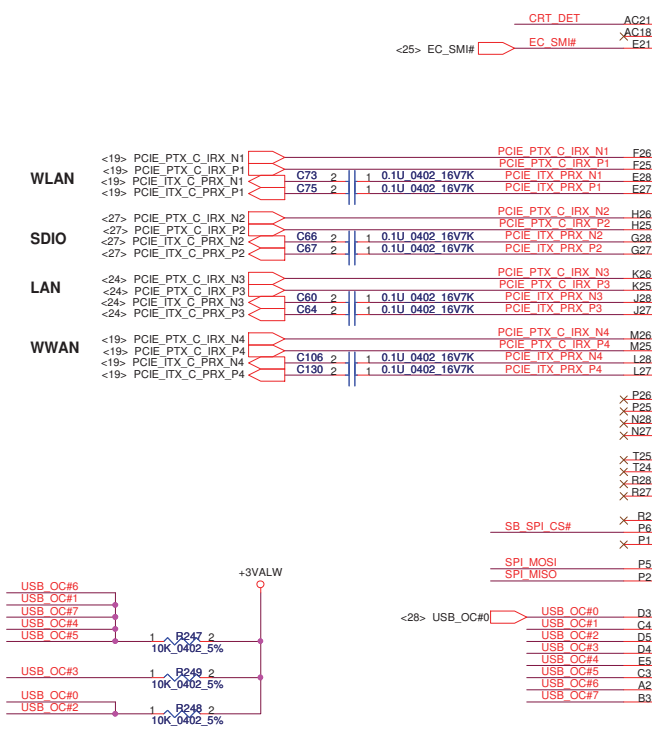 CRT_DET AC21
AC18
<25> EC_SMI# EC_SMI# E21
WLAN
<19> PCIE_PTX_C_IRX_N1 PCIE_PTX_C_IRX_N1 F26
<19> PCIE_PTX_C_IRX_P1 PCIE_PTX_C_IRX_P1 F25
<19> PCIE_ITX_C_PRX_N1 C73 2 1 0.1U_0402_16V7K PCIE_ITX_PRX_N1 E28
<19> PCIE_ITX_C_PRX_P1 C75 2 1 0.1U_0402_16V7K PCIE_ITX_PRX_P1 E27
SDIO
<27> PCIE_PTX_C_IRX_N2 PCIE_PTX_C_IRX_N2 H26
<27> PCIE_PTX_C_IRX_P2 PCIE_PTX_C_IRX_P2 H25
<27> PCIE_ITX_C_PRX_N2 C66 2 1 0.1U_0402_16V7K PCIE_ITX_PRX_N2 G28
<27> PCIE_ITX_C_PRX_P2 C67 2 1 0.1U_0402_16V7K PCIE_ITX_PRX_P2 G27
LAN
<24> PCIE_PTX_C_IRX_N3 PCIE_PTX_C_IRX_N3 K26
<24> PCIE_PTX_C_IRX_P3 PCIE_PTX_C_IRX_P3 K25
<24> PCIE_ITX_C_PRX_N3 C60 2 1 0.1U_0402_16V7K PCIE_ITX_PRX_N3 J28
<24> PCIE_ITX_C_PRX_P3 C64 2 1 0.1U_0402_16V7K PCIE_ITX_PRX_P3 J27
WWAN
<19> PCIE_PTX_C_IRX_N4 PCIE_PTX_C_IRX_N4 M26
<19> PCIE_PTX_C_IRX_P4 PCIE_PTX_C_IRX_P4 M25
<19> PCIE_ITX_C_PRX_N4 C106 2 1 0.1U_0402_16V7K PCIE_ITX_PRX_N4 L28
<19> PCIE_ITX_C_PRX_P4 C130 2 1 0.1U_0402_16V7K PCIE_ITX_PRX_P4 L27
P26
P25
N28
N27
T25
T24
R28
R27
R2
SB_SPI_CS# P6
P1
SPI_MOSI P5
SPI_MISO P2
+3VALW
USB_OC#6
USB_OC#1
USB_OC#7
USB_OC#4
USB_OC#5 1 R247 2
10K_0402_5%
USB_OC#3 1 R249 2
10K_0402_5%
USB_OC#0
USB_OC#2 1 R248 2
10K_0402_5%
<28> USB_OC#0 USB_OC#0 D3
USB_OC#1 C4
USB_OC#2 D5
USB_OC#3 D4
USB_OC#4 E5
USB_OC#5 C3
USB_OC#6 A2
USB_OC#7 B3